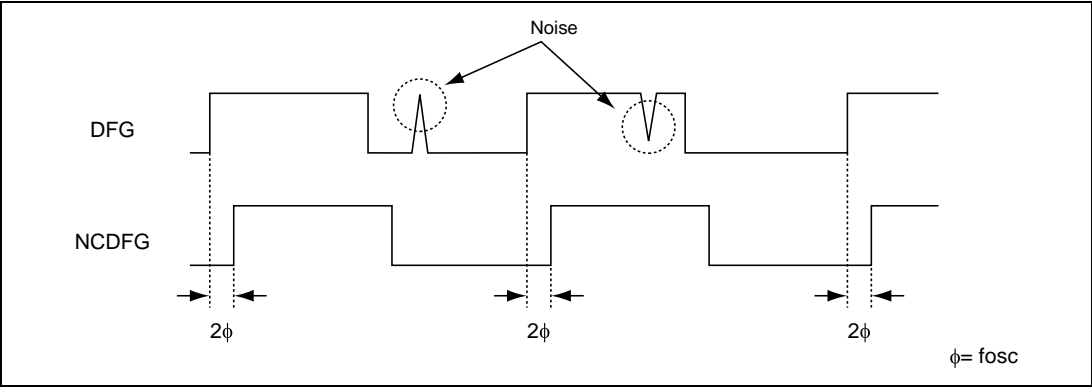 Noise
DFG
NCDFG
2ϕ 2ϕ 2ϕ
ϕ= fosc